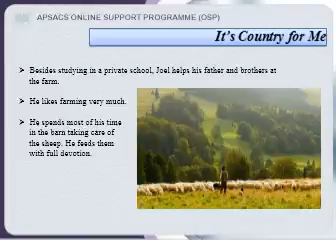 APSACS ONLINE SUPPORT PROGRAMME (OSP)
It's Country for Me
➤ Besides studying in a private school, Joel helps his father and brothers at
the farm.
➤ He likes farming very much.
➤ He spends most of his time
in the barn taking care of
the sheep. He feeds them
with full devotion.